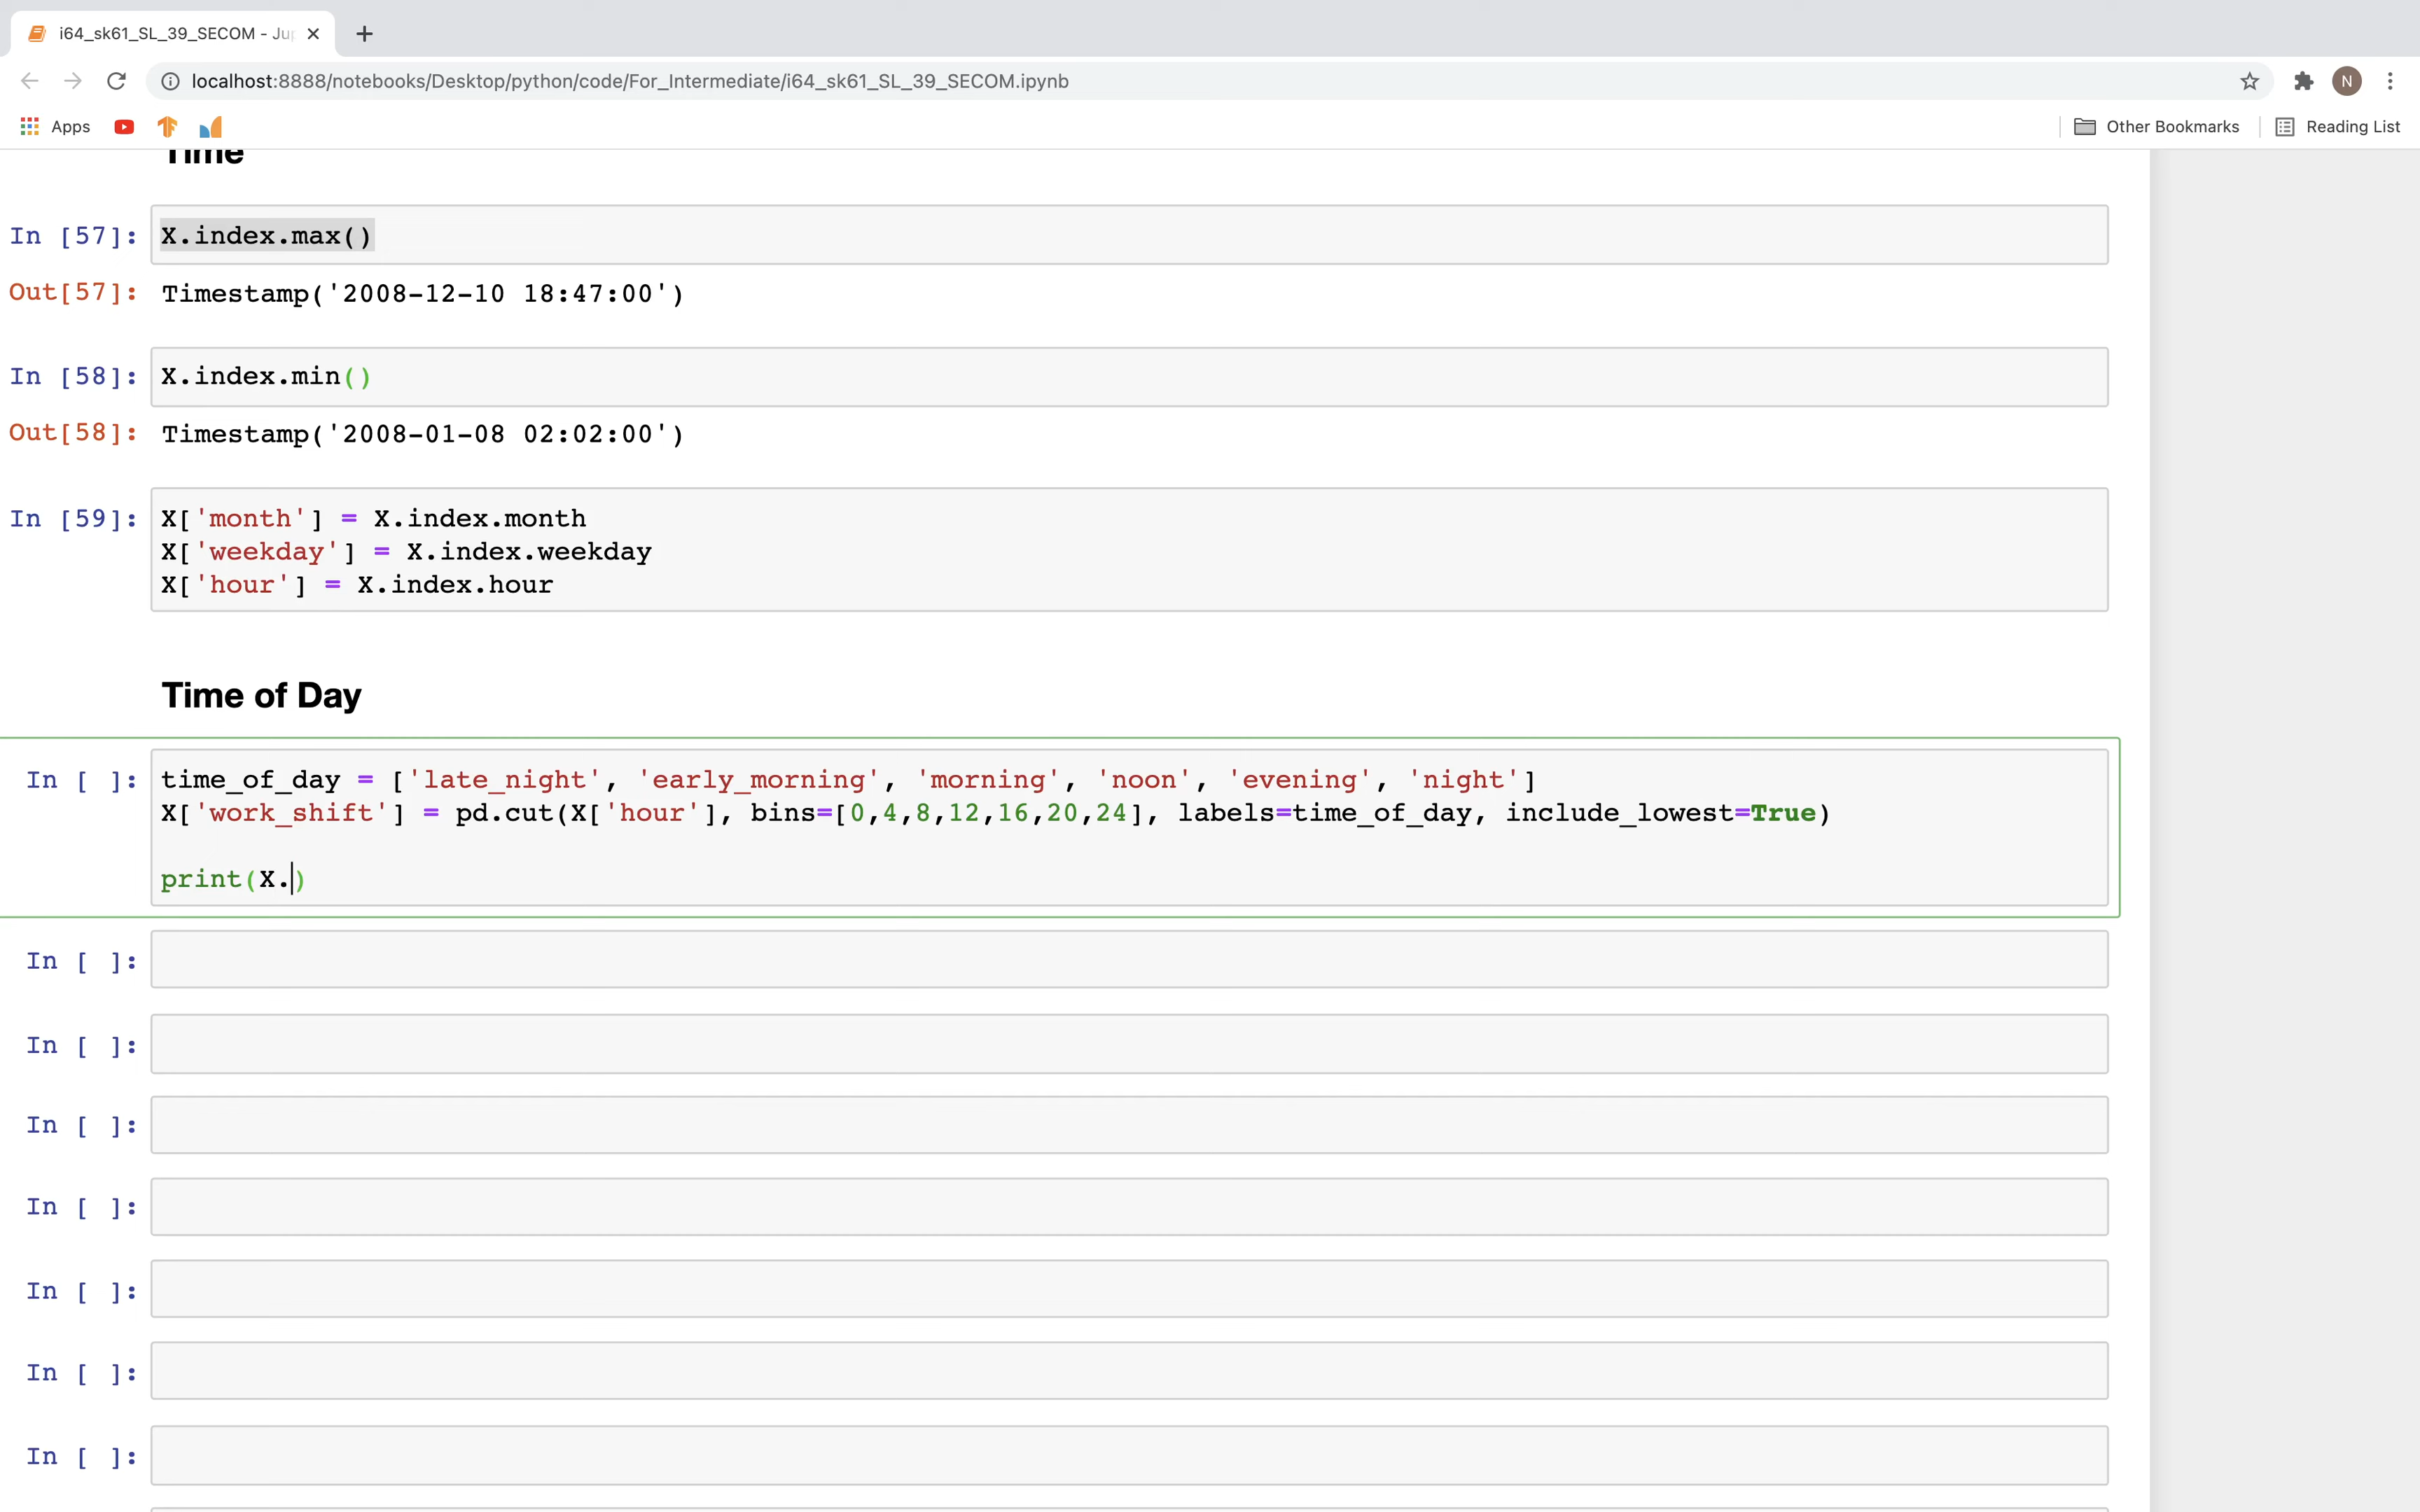 i64_sk61_SL_39_SECOM - Ju
localhost:8888/notebooks/Desktop/python/code/For_Intermediate/i64_sk61_SL_39_SECOM.ipynb
N
Apps
Other Bookmarks
Reading List
Time
In [57]: X.index.max()
Out[57]: Timestamp('2008-12-10 18:47:00')
In [58]: X.index.min()
Out[58]: Timestamp('2008-01-08 02:02:00')
In [59]: X['month'] = X.index.month
X['weekday'] = X.index.weekday
X['hour'] = X.index.hour
Time of Day
In [ ]: time_of_day = ['late_night', 'early_morning', 'morning', 'noon', 'evening', 'night']
X['work_shift'] = pd.cut(X['hour'], bins=[0,4,8,12,16,20,24], labels=time_of_day, include_lowest=True)
print(X.)
In [ ]:
In [ ]:
In [ ]:
In [ ]:
In [ ]:
In [ ]:
In [ ]: